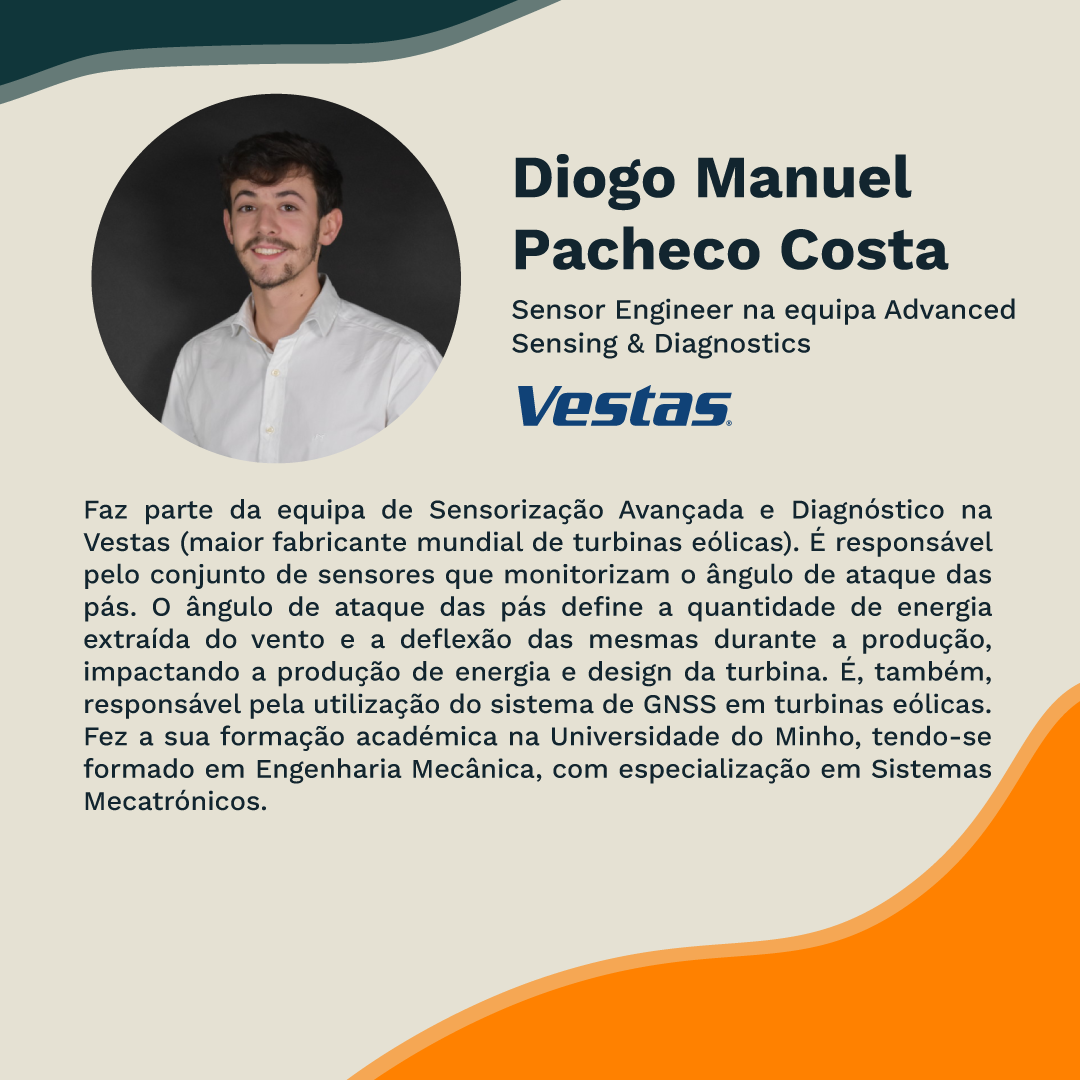 Diogo Manuel
Pacheco Costa
Sensor Engineer na equipa Advanced
Sensing & Diagnostics
Vestas®
Faz parte da equipa de Sensorização Avançada e Diagnóstico na
Vestas (maior fabricante mundial de turbinas eólicas). É responsável
pelo conjunto de sensores que monitorizam o ângulo de ataque das
pás. O ângulo de ataque das pás define a quantidade de energia
extraída do vento e a deflexão das mesmas durante a produção,
impactando a produção de energia e design da turbina. É, também,
responsável pela utilização do sistema de GNSS em turbinas eólicas.
Fez a sua formação académica na Universidade do Minho, tendo-se
formado em Engenharia Mecânica, com especialização em Sistemas
Mecatrónicos.